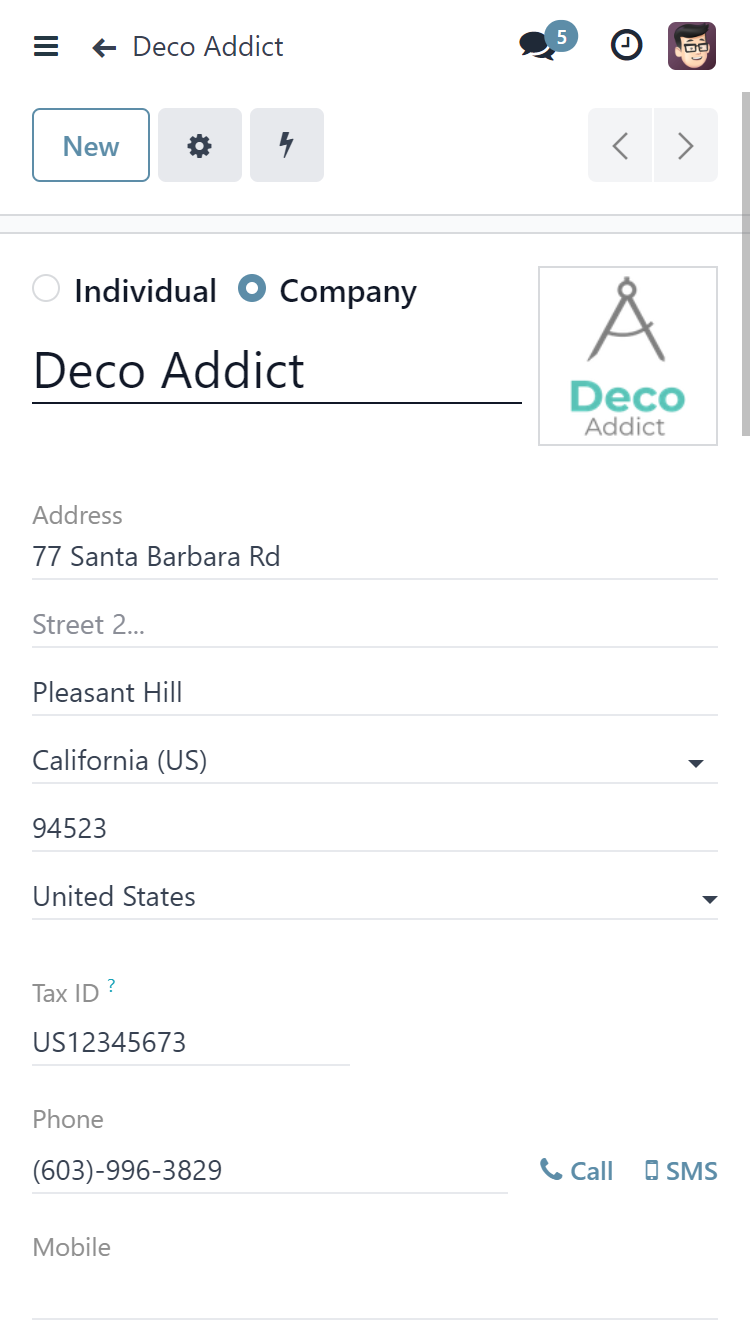 Deco Addict
5
New
Individual Company
Deco Addict
Deco
Addict
Address
77 Santa Barbara Rd
Street 2...
Pleasant Hill
California (US)
94523
United States
Tax ID ?
US12345673
Phone
(603)-996-3829 Call SMS
Mobile